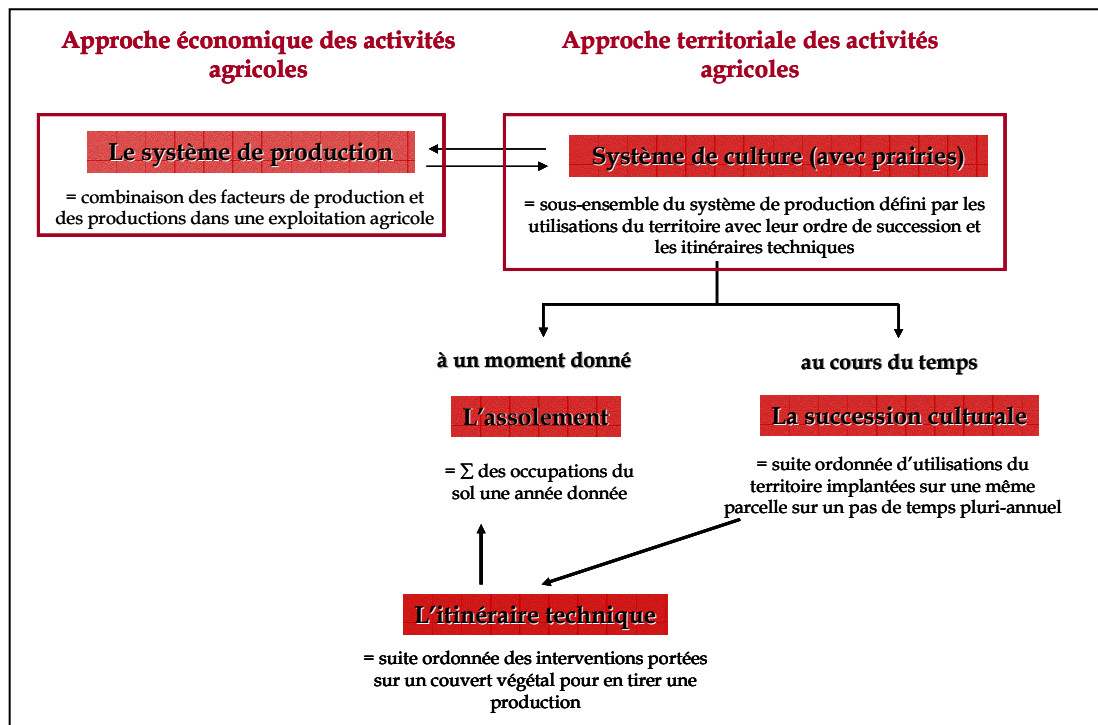 Approche économique des activités
agricoles
Approche territoriale des activités
agricoles
Le système de production
= combinaison des facteurs de production et
des productions dans une exploitation agricole
Système de culture (avec prairies)
= sous-ensemble du système de production défini par les
utilisations du territoire avec leur ordre de succession et
les itinéraires techniques
à un moment donné
L'assolement
= Σ des occupations du
sol une année donnée
au cours du temps
La succession culturale
= suite ordonnée d'utilisations du
territoire implantées sur une même
parcelle sur un pas de temps pluri-annuel
L'itinéraire technique
= suite ordonnée des interventions portées
sur un couvert végétal pour en tirer une
production